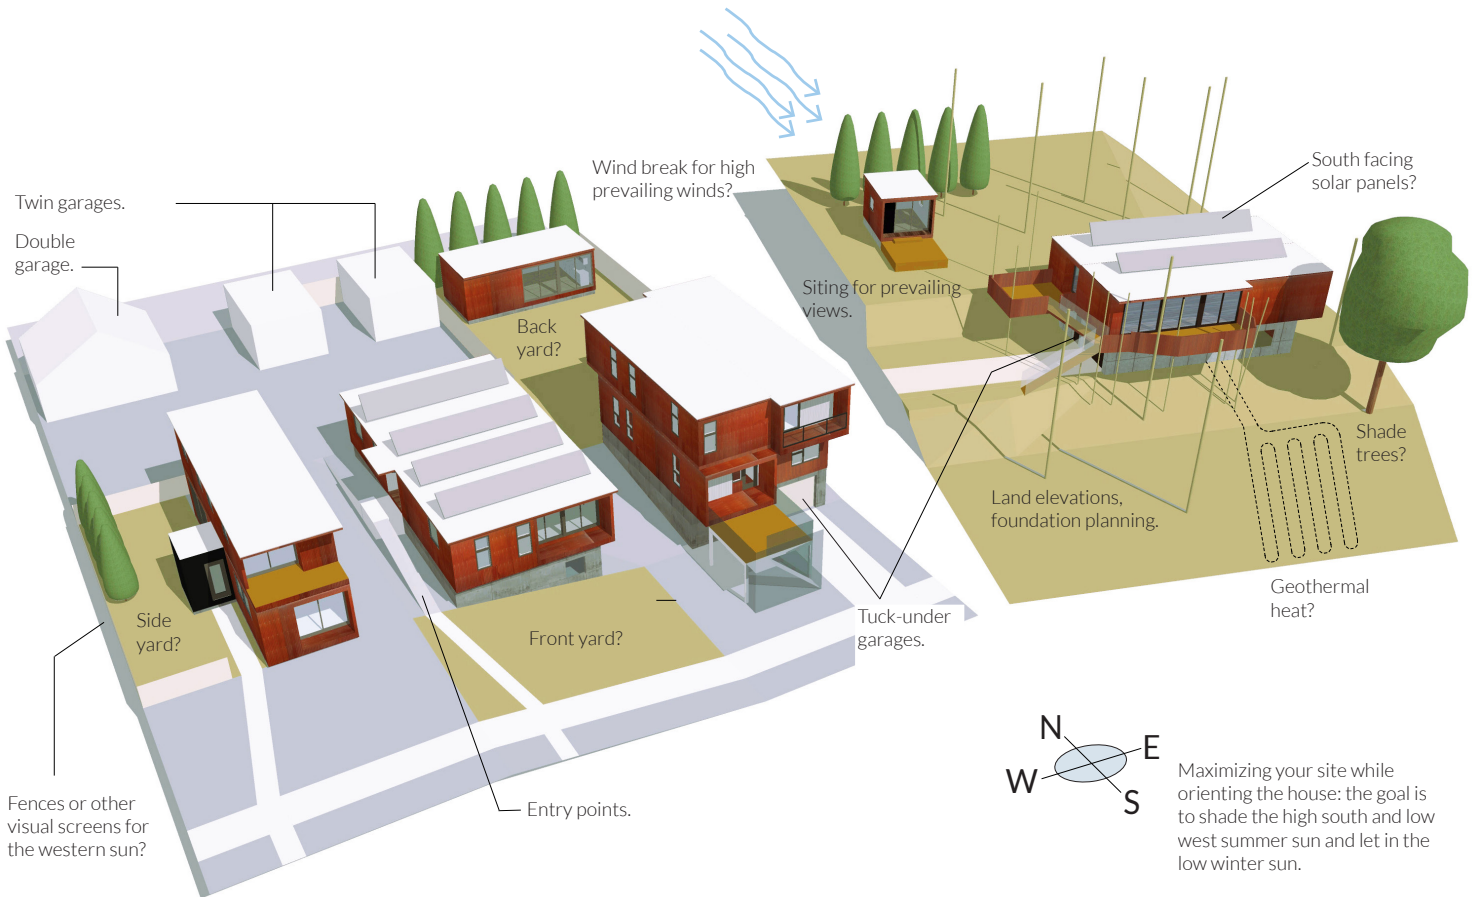 Wind break for high
prevailing winds?
South facing
solar panels?
Twin garages.
Double
garage.
Siting for prevailing
views.
Back
yard?
Shade
trees?
Land elevations,
foundation planning.
Geothermal
heat?
Tuck-under
garages.
Side
yard?
Front yard?
Entry points.
Fences or other
visual screens for
the western sun?
N
E
W
S
Maximizing your site while
orienting the house: the goal is
to shade the high south and low
west summer sun and let in the
low winter sun.